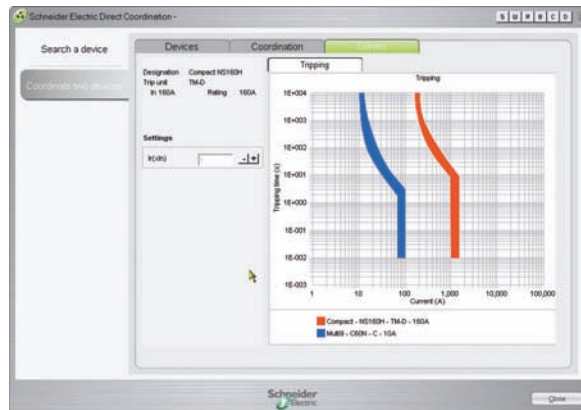 Schneider Electric Direct Coordination -
S U R B C D
Search a device
Coordinate two devices
Devices
Coordination
Curves
Designation Compact NS160H
Trip unit TM-D
In 160A Rating 160A
Settings
Ir(xIn)
- +
Tripping
Tripping
Tripping time (s)
1E+004
1E+003
1E+002
1E+001
1E+000
1E-001
1E-002
1E-003
1 10 100 1,000 10,000 100,000
Current (A)
Compact - NS160H - TM-D - 160A
Multi9 - C60N - C - 10A
Schneider
Electric
Close